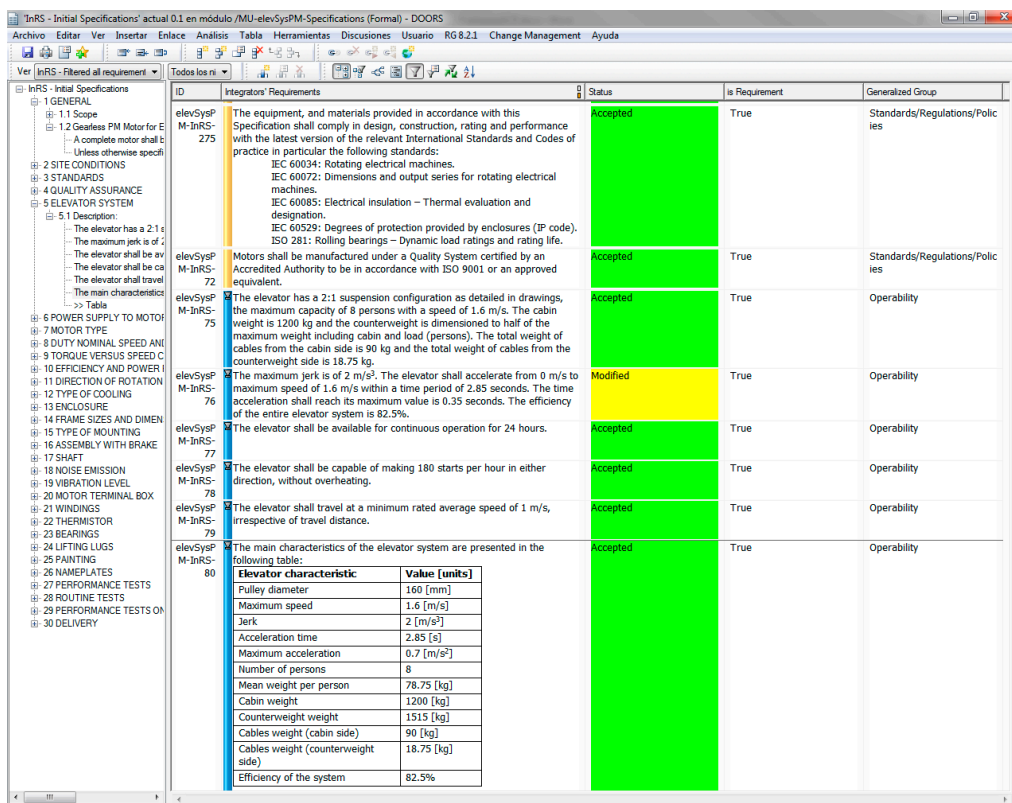 'InRS - Initial Specifications' actual 0.1 en módulo /MU-elevSysPM-Specifications (Formal) - DOORS
Archivo Editar Ver Insertar Enlace Análisis Tabla Herramientas Discusiones Usuario RG 8.2.1 Change Management Ayuda
Ver InRS - Filtered all requirement Todos los ni
InRS - Initial Specifications
1 GENERAL
1.1 Scope
1.2 Gearless PM Motor for E
A complete motor shall b
Unless otherwise specifi
2 SITE CONDITIONS
3 STANDARDS
4 QUALITY ASSURANCE
5 ELEVATOR SYSTEM
5.1 Description:
The elevator has a 2:1 s
The maximum jerk is of 2
The elevator shall be av
The elevator shall be ca
The elevator shall travel
The main characteristics
>> Tabla
6 POWER SUPPLY TO MOTOF
7 MOTOR TYPE
8 DUTY NOMINAL SPEED AND
9 TORQUE VERSUS SPEED C
10 EFFICIENCY AND POWER
11 DIRECTION OF ROTATION
12 TYPE OF COOLING
13 ENCLOSURE
14 FRAME SIZES AND DIMEN
15 TYPE OF MOUNTING
16 ASSEMBLY WITH BRAKE
17 SHAFT
18 NOISE EMISSION
19 VIBRATION LEVEL
20 MOTOR TERMINAL BOX
21 WINDINGS
22 THERMISTOR
23 BEARINGS
24 LIFTING LUGS
25 PAINTING
26 NAMEPLATES
27 PERFORMANCE TESTS
28 ROUTINE TESTS
29 PERFORMANCE TESTS ON
30 DELIVERY
ID Integrators' Requirements Status is Requirement Generalized Group
elevSysP The equipment, and materials provided in accordance with this Accepted True Standards/Regulations/Polic
M-InRS- Specification shall comply in design, construction, rating and performance ies
275 with the latest version of the relevant International Standards and Codes of
practice in particular the following standards:
IEC 60034: Rotating electrical machines.
IEC 60072: Dimensions and output series for rotating electrical
machines.
IEC 60085: Electrical insulation – Thermal evaluation and
designation.
IEC 60529: Degrees of protection provided by enclosures (IP code).
ISO 281: Rolling bearings – Dynamic load ratings and rating life.
elevSysP Motors shall be manufactured under a Quality System certified by an Accepted True Standards/Regulations/Polic
M-InRS- Accredited Authority to be in accordance with ISO 9001 or an approved ies
72 equivalent.
elevSysP The elevator has a 2:1 suspension configuration as detailed in drawings, Accepted True Operability
M-InRS- the maximum capacity of 8 persons with a speed of 1.6 m/s. The cabin
75 weight is 1200 kg and the counterweight is dimensioned to half of the
maximum weight including cabin and load (persons). The total weight of
cables from the cabin side is 90 kg and the total weight of cables from the
counterweight side is 18.75 kg.
elevSysP The maximum jerk is of 2 m/s³. The elevator shall accelerate from 0 m/s to Modified True Operability
M-InRS- maximum speed of 1.6 m/s within a time period of 2.85 seconds. The time
76 acceleration shall reach its maximum value is 0.35 seconds. The efficiency
of the entire elevator system is 82.5%.
elevSysP The elevator shall be available for continuous operation for 24 hours. Accepted True Operability
M-InRS-
77
elevSysP The elevator shall be capable of making 180 starts per hour in either Accepted True Operability
M-InRS- direction, without overheating.
78
elevSysP The elevator shall travel at a minimum rated average speed of 1 m/s, Accepted True Operability
M-InRS- irrespective of travel distance.
79
elevSysP The main characteristics of the elevator system are presented in the Accepted True Operability
M-InRS- following table:
80 Elevator characteristic Value [units]
Pulley diameter 160 [mm]
Maximum speed 1.6 [m/s]
Jerk 2 [m/s³]
Acceleration time 2.85 [s]
Maximum acceleration 0.7 [m/s²]
Number of persons 8
Mean weight per person 78.75 [kg]
Cabin weight 1200 [kg]
Counterweight weight 1515 [kg]
Cables weight (cabin side) 90 [kg]
Cables weight (counterweight 18.75 [kg]
side)
Efficiency of the system 82.5%